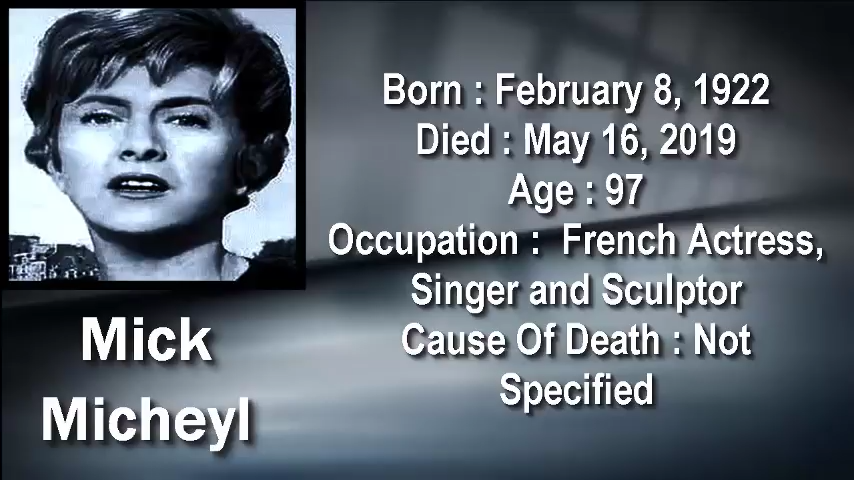 Born : February 8, 1922
Died : May 16, 2019
Age : 97
Occupation :  French Actress,
Singer and Sculptor
Cause Of Death : Not
Specified
Mick
Micheyl